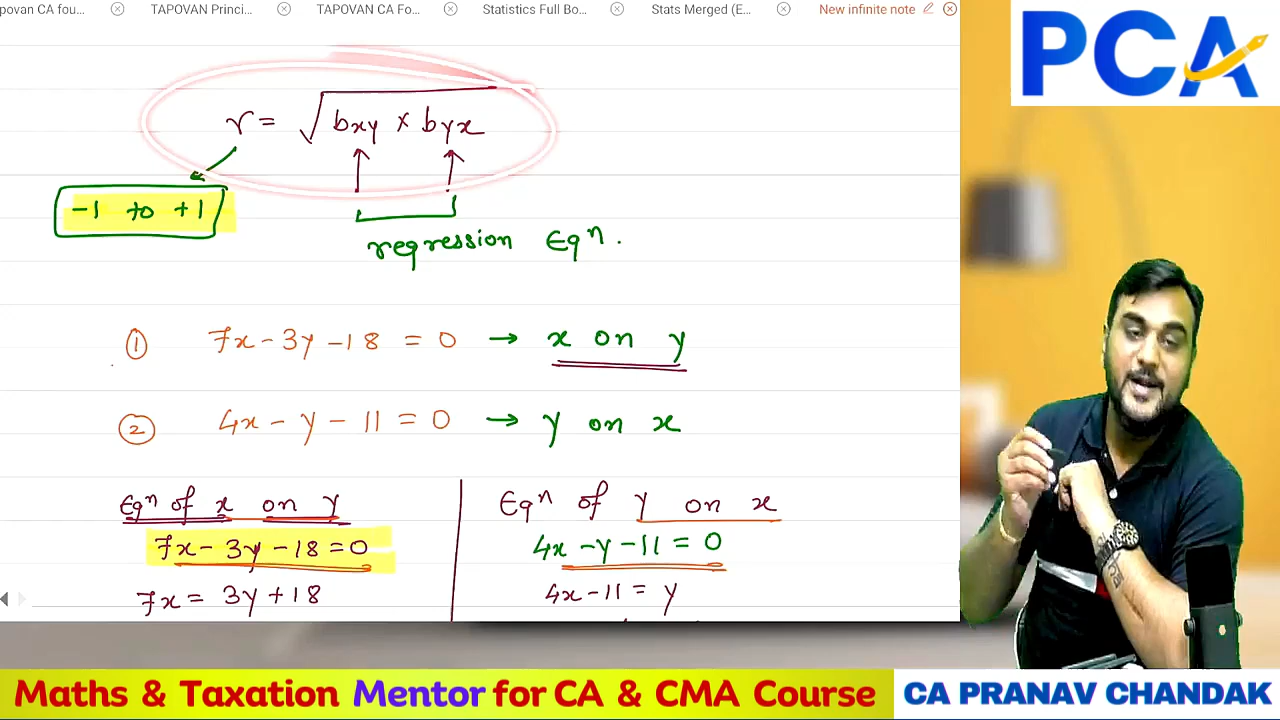 povan CA fou...
TAPOVAN Princi...
TAPOVAN CA Fo...
Statistics Full Bo...
Stats Merged (E...
New infinite note
PCA
r = √bxy × byx
-1 to +1
regression Eqⁿ.
① 7x - 3y - 18 = 0 → x on y
② 4x - y - 11 = 0 → y on x
Eqⁿ of x on y
7x - 3y - 18 = 0
7x = 3y + 18
Eqⁿ of y on x
4x - y - 11 = 0
4x - 11 = y
Maths & Taxation Mentor for CA & CMA Course
CA PRANAV CHANDAK